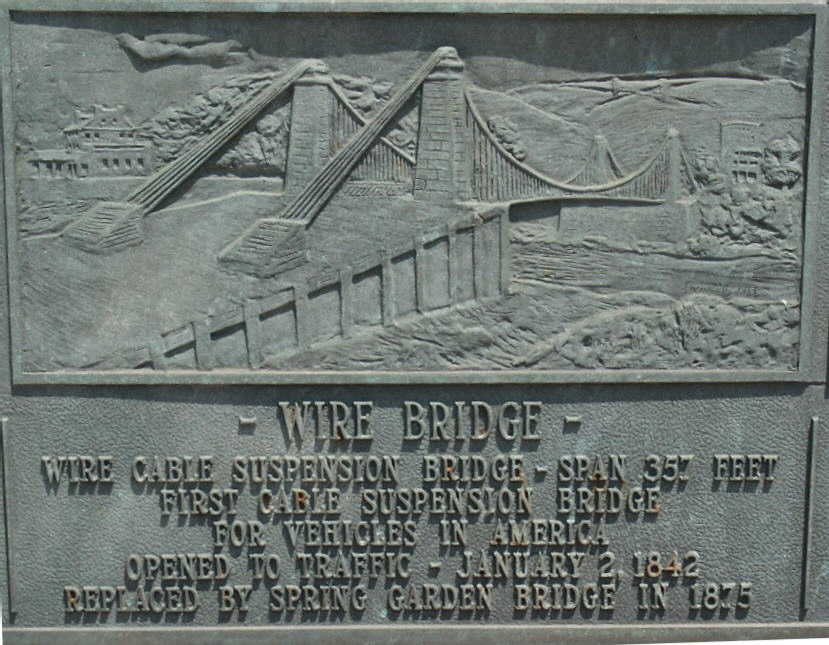 - WIRE BRIDGE -
WIRE CABLE SUSPENSION BRIDGE - SPAN 357 FEET
FIRST CABLE SUSPENSION BRIDGE
FOR VEHICLES IN AMERICA
OPENED TO TRAFFIC - JANUARY 2, 1842
REPLACED BY SPRING GARDEN BRIDGE IN 1875